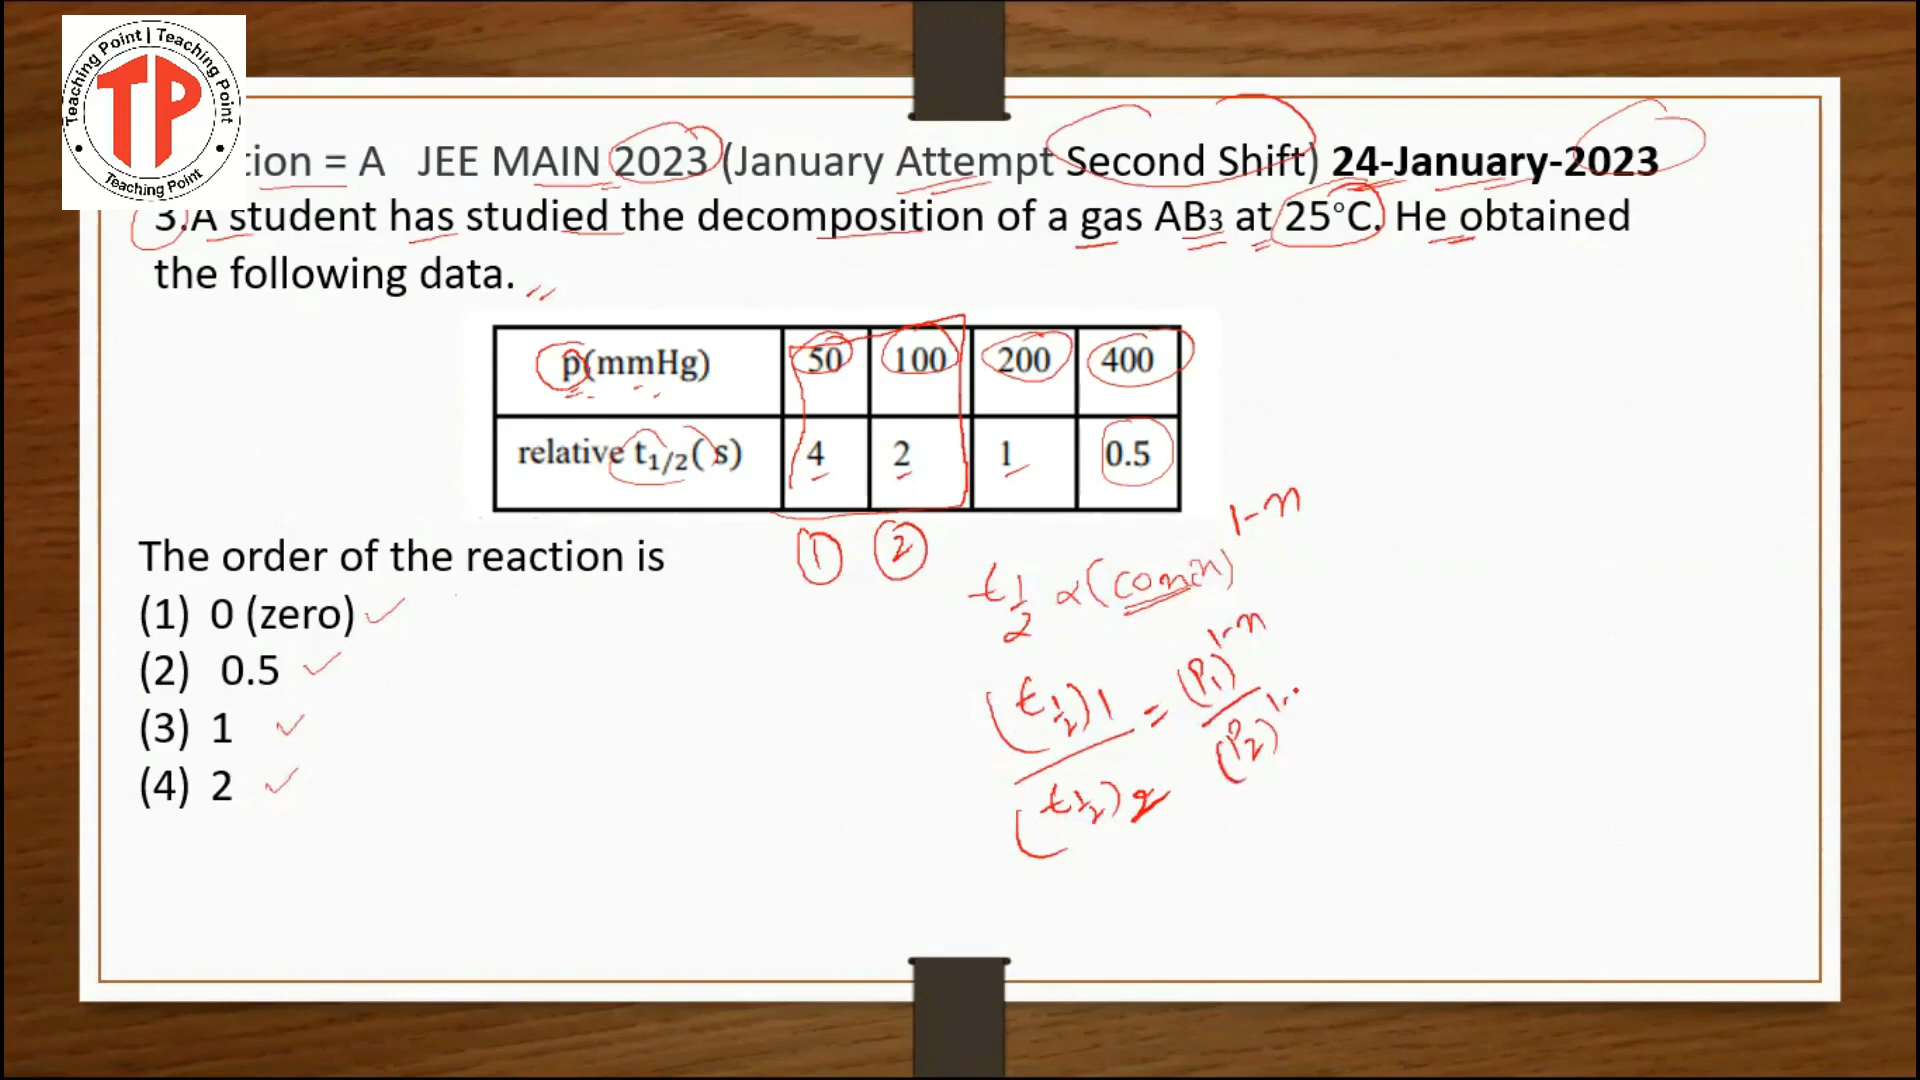 Teaching Point | Teaching Point
TP
Teaching Point
tion = A JEE MAIN 2023 (January Attempt Second Shift) 24-January-2023
3.A student has studied the decomposition of a gas AB3 at 25°C. He obtained
the following data.
p(mmHg) 50 100 200 400
relative t1/2(s) 4 2 1 0.5
1 2
The order of the reaction is
(1) 0 (zero)
(2) 0.5
(3) 1
(4) 2
t1/2 ∝ (concn)^1-n
(t1/2)1 / (t1/2)2 = (P1)^1-n / (P2)^1-